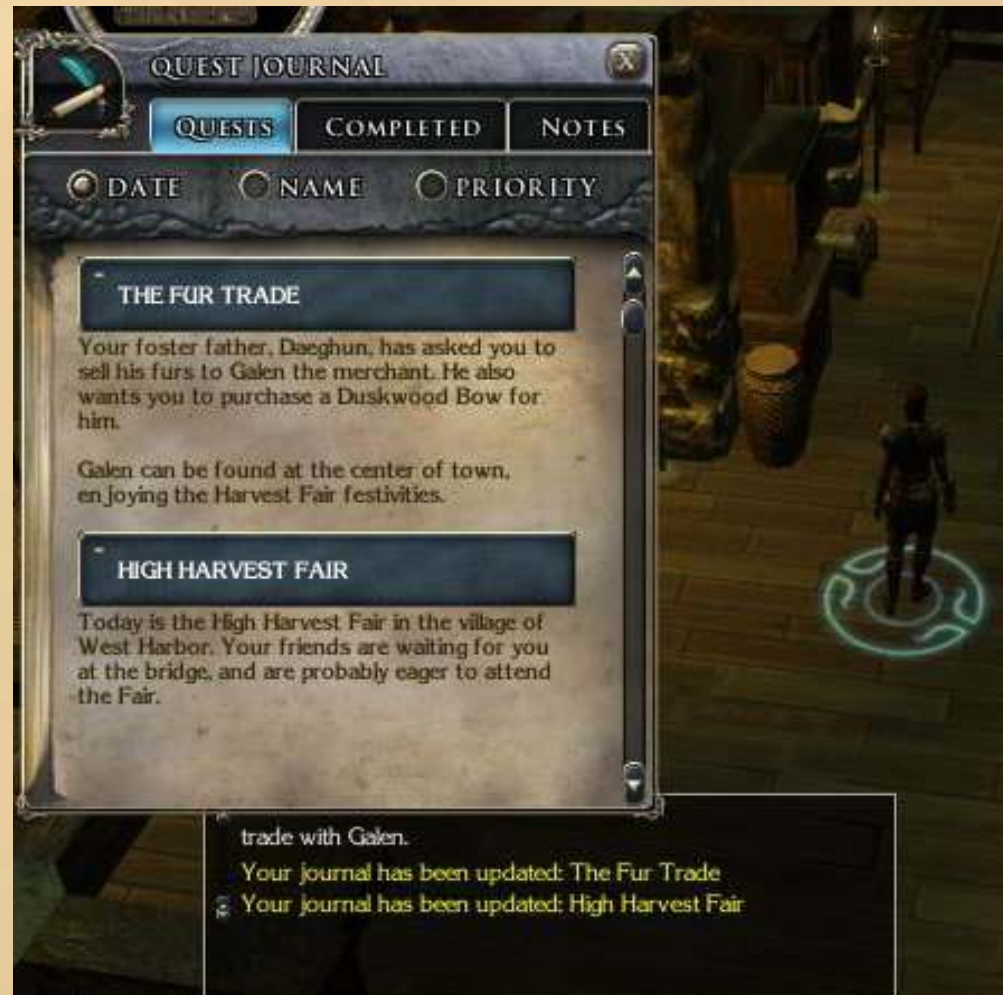 QUEST JOURNAL
X
QUESTS COMPLETED NOTES
DATE NAME PRIORITY
THE FUR TRADE
Your foster father, Daeghun, has asked you to
sell his furs to Galen the merchant. He also
wants you to purchase a Duskwood Bow for
him.
Galen can be found at the center of town,
enjoying the Harvest Fair festivities.
HIGH HARVEST FAIR
Today is the High Harvest Fair in the village of
West Harbor. Your friends are waiting for you
at the bridge, and are probably eager to attend
the Fair.
trade with Galen.
Your journal has been updated: The Fur Trade
Your journal has been updated: High Harvest Fair